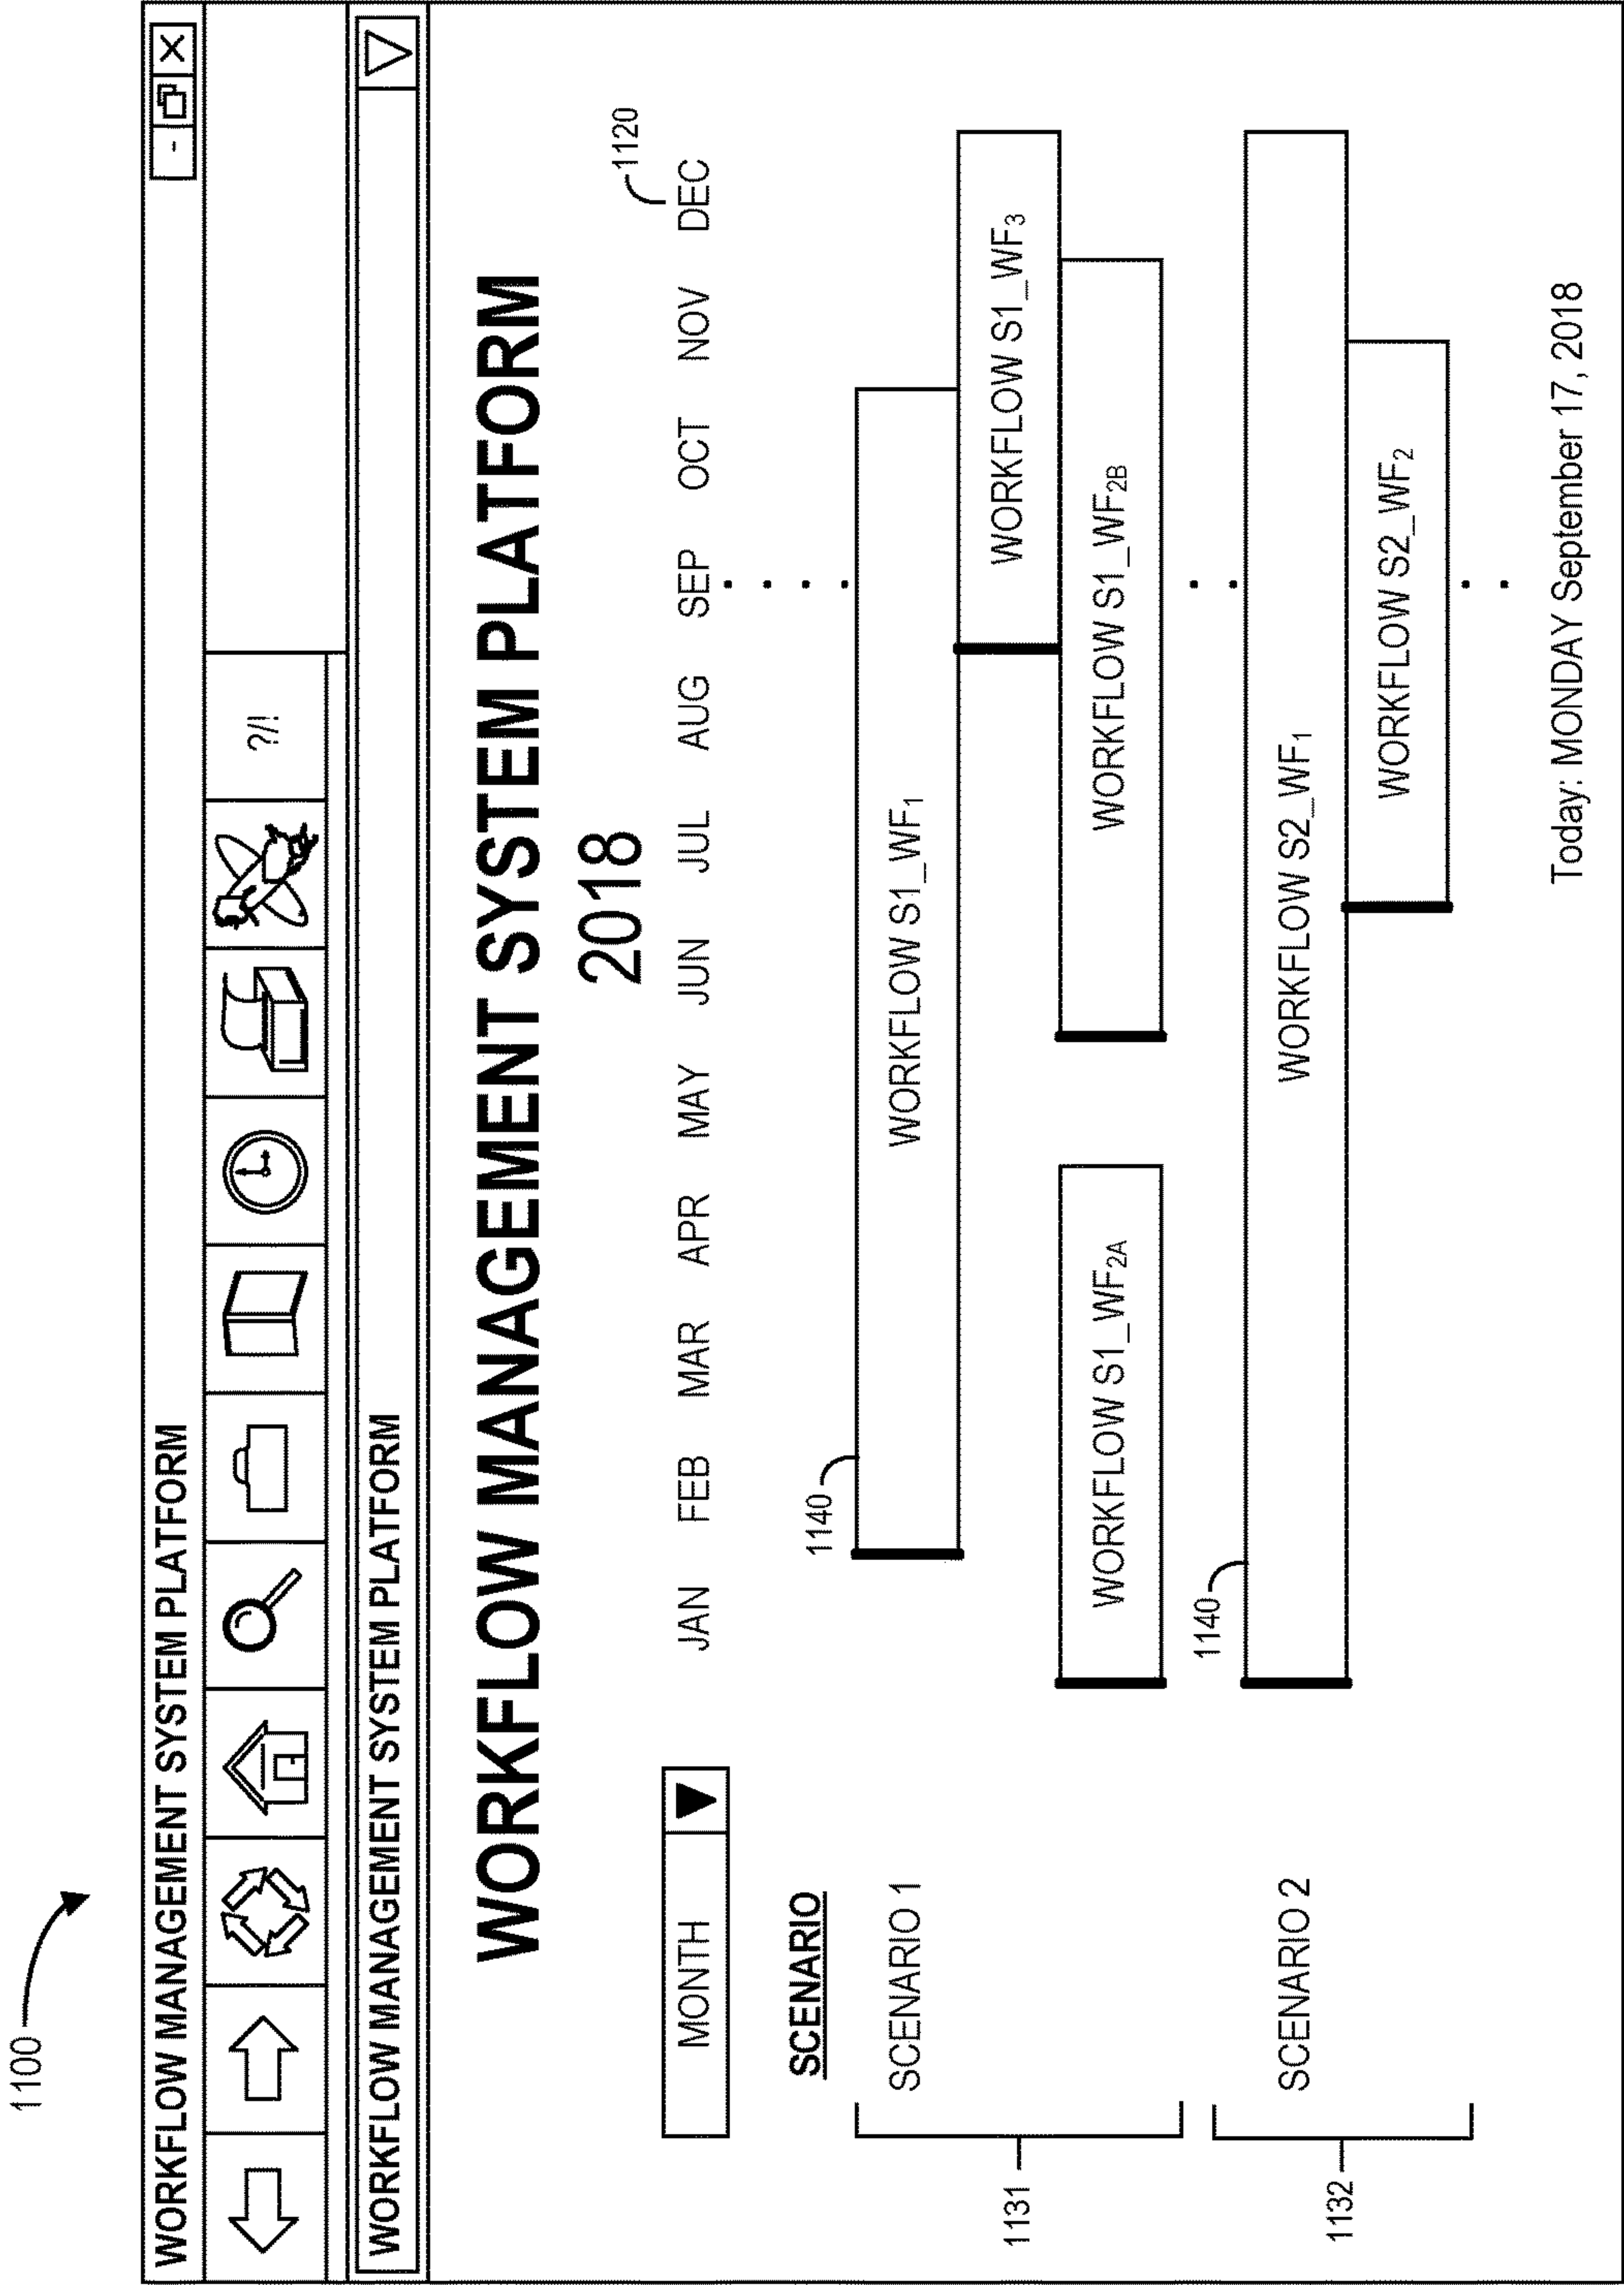 1100
WORKFLOW MANAGEMENT SYSTEM PLATFORM
- X
?/!
WORKFLOW MANAGEMENT SYSTEM PLATFORM
WORKFLOW MANAGEMENT SYSTEM PLATFORM
2018
1120
MONTH JAN FEB MAR APR MAY JUN JUL AUG SEP OCT NOV DEC
SCENARIO
1140
SCENARIO 1 WORKFLOW S1_WF1
1131
WORKFLOW S1_WF3
WORKFLOW S1_WF2A WORKFLOW S1_WF2B
1140
SCENARIO 2 WORKFLOW S2_WF1
1132
WORKFLOW S2_WF2
Today: MONDAY September 17, 2018